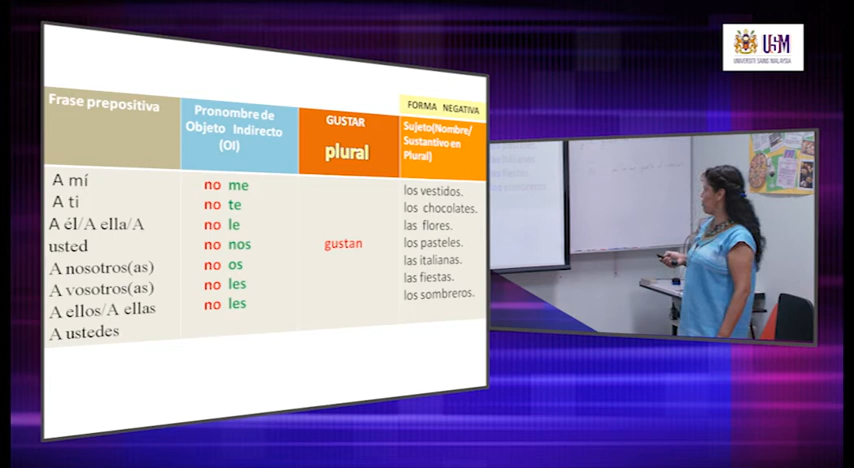 USM
UNIVERSITI SAINS MALAYSIA
FORMA NEGATIVA
Frase prepositiva
Pronombre de
Objeto Indirecto
(OI)
GUSTAR
plural
Sujeto(Nombre/
Sustantivo en
Plural)
A mí
A ti
A él/A ella/A
usted
A nosotros(as)
A vosotros(as)
A ellos/A ellas
A ustedes
no me
no te
no le
no nos
no os
no les
no les
gustan
los vestidos.
los chocolates.
las flores.
los pasteles.
las italianas.
las fiestas.
los sombreros.